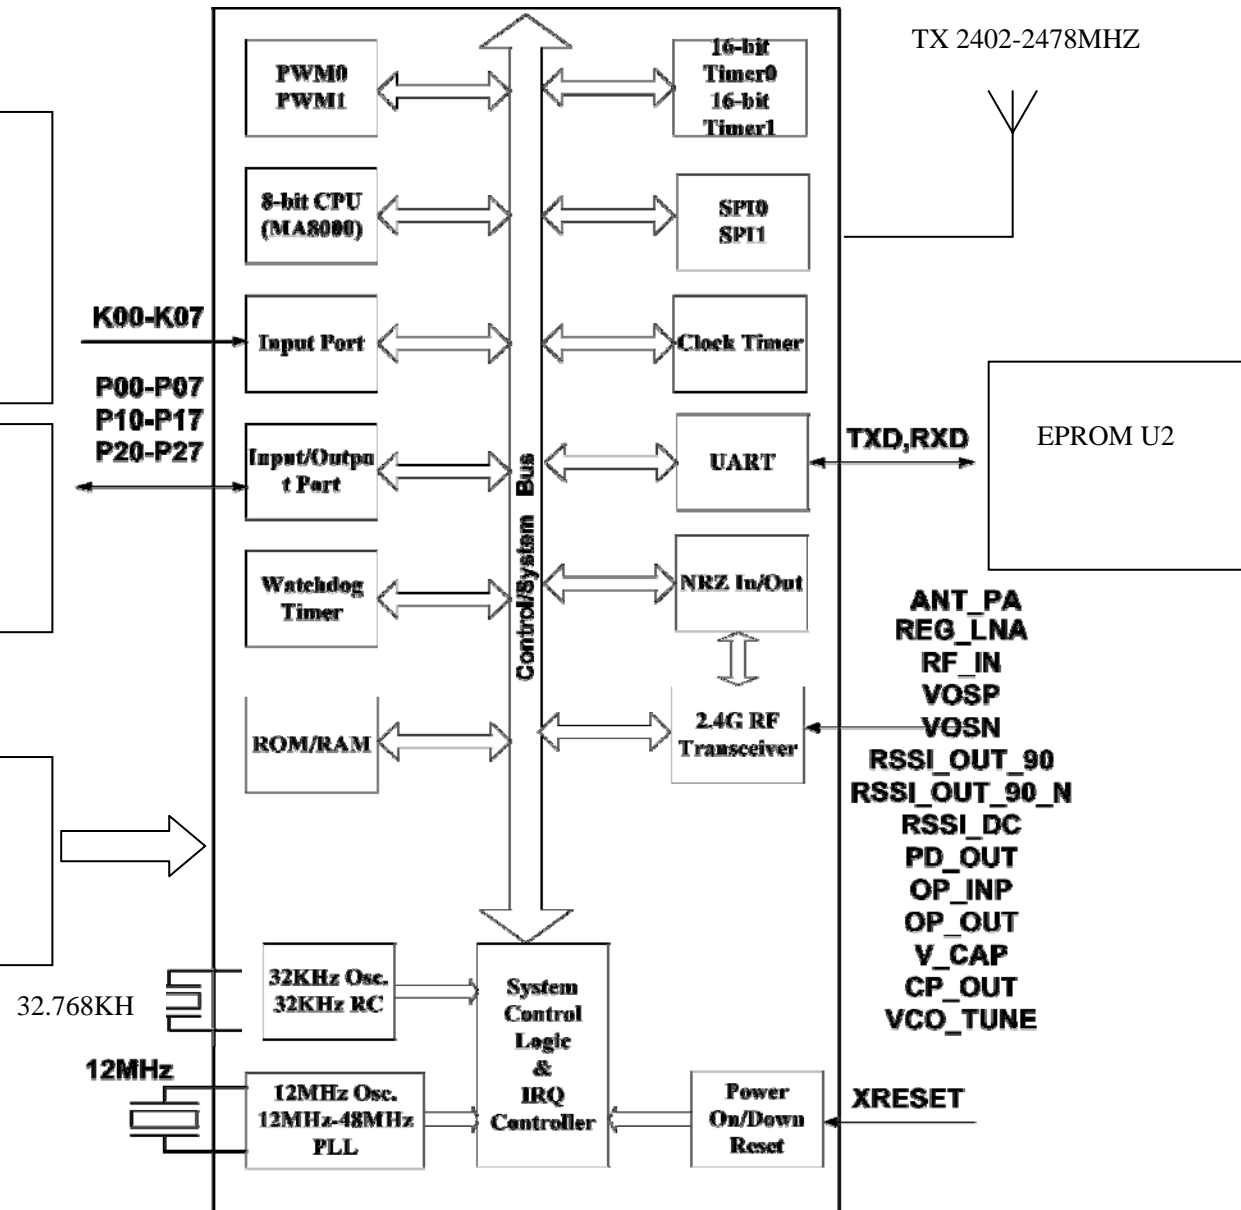 TX 2402-2478MHZ
PWM0
PWM1
16-bit
Timer0
16-bit
Timer1
8-bit CPU
(MA8000)
SPI0
SPI1
K00-K07
Input Port
Clock Timer
P00-P07
P10-P17
P20-P27
Input/Outpu
t Port
UART
TXD,RXD
EPROM U2
Control/System Bus
Watchdog
Timer
NRZ In/Out
ROM/RAM
2.4G RF
Transceiver
ANT_PA
REG_LNA
RF_IN
VOSP
VOSN
RSSI_OUT_90
RSSI_OUT_90_N
RSSI_DC
PD_OUT
OP_INP
OP_OUT
V_CAP
CP_OUT
VCO_TUNE
32.768KH
32KHz Osc.
32KHz RC
System
Control
Logic
&
IRQ
Controller
12MHz
12MHz Osc.
12MHz-48MHz
PLL
Power
On/Down
Reset
XRESET